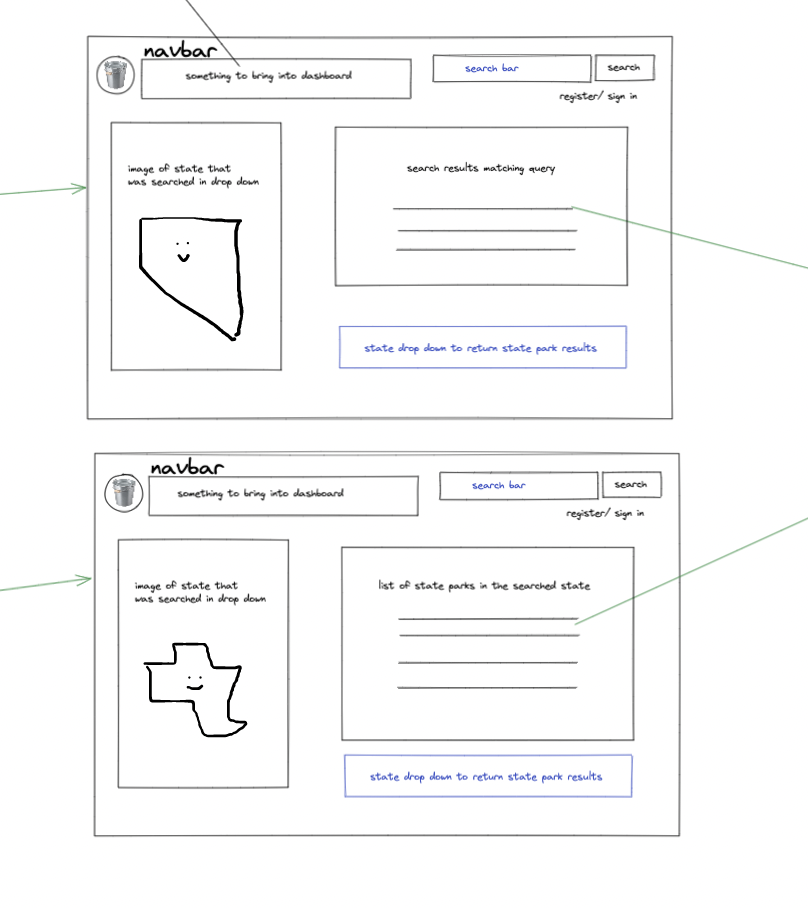 navbar
something to bring into dashboard
search bar
search
register/ sign in
image of state that
was searched in drop down
search results matching query
state drop down to return state park results
navbar
something to bring into dashboard
search bar
search
register/ sign in
image of state that
was searched in drop down
list of state parks in the searched state
state drop down to return state park results